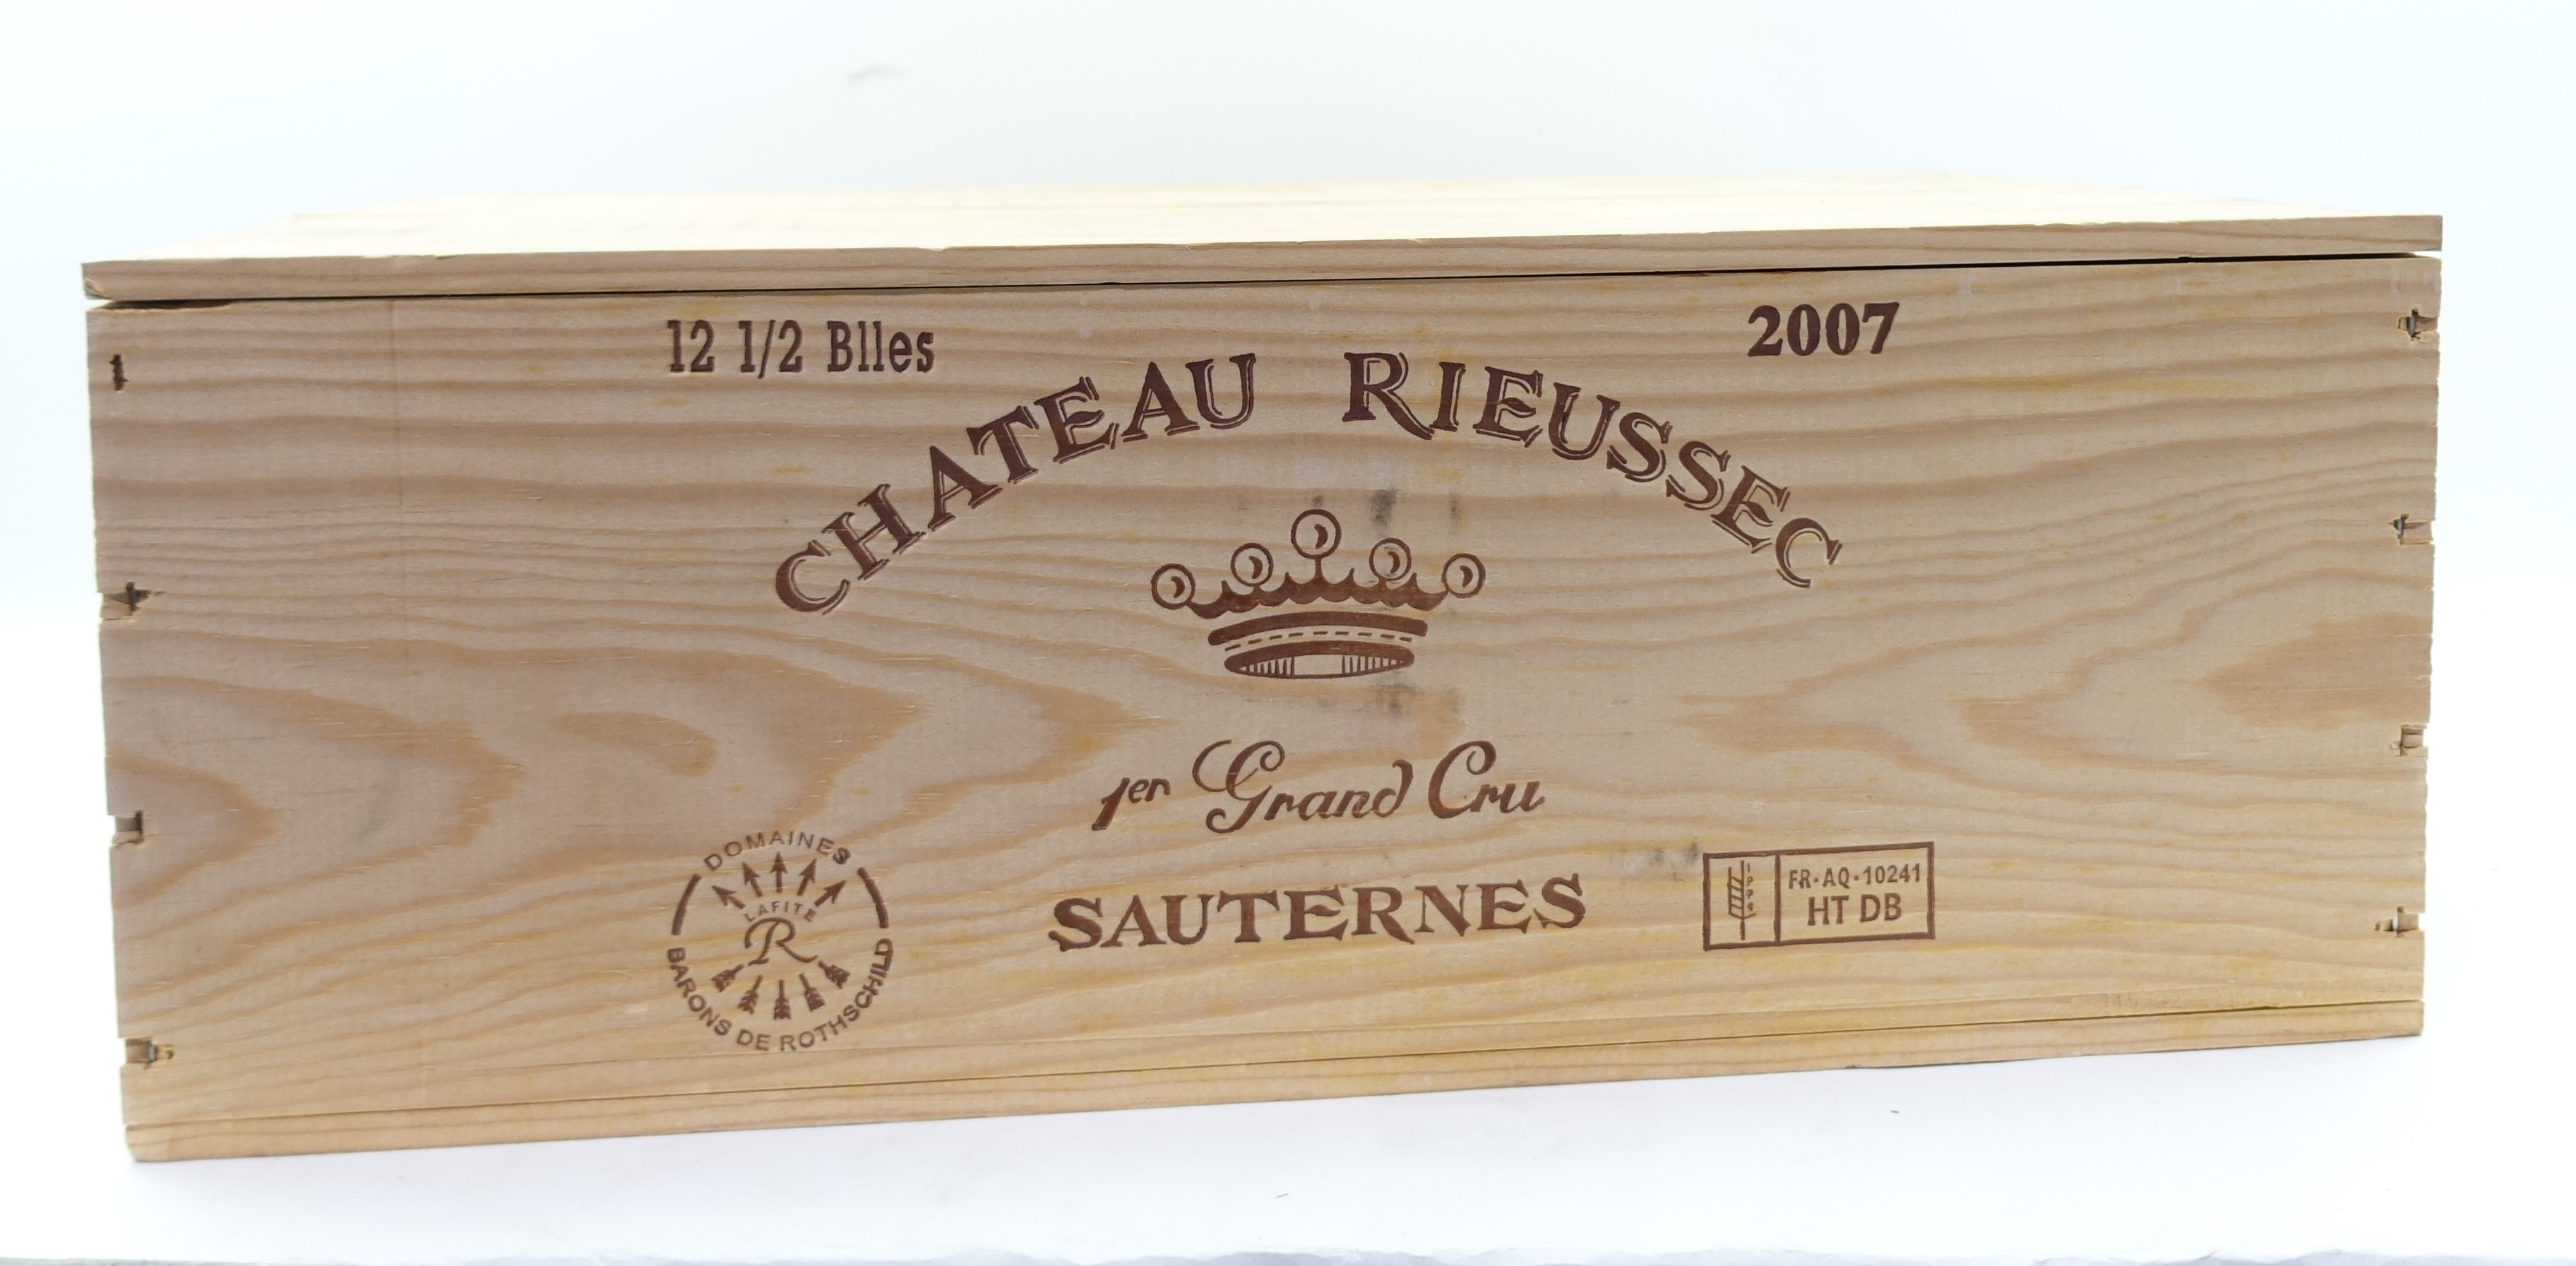 12 1/2 Blles
2007
CHATEAU RIEUSSEC
1er Grand Cru
SAUTERNES
DOMAINES
LAFITE
R
BARONS DE ROTHSCHILD
IPPC
FR-AQ-10241
HT DB